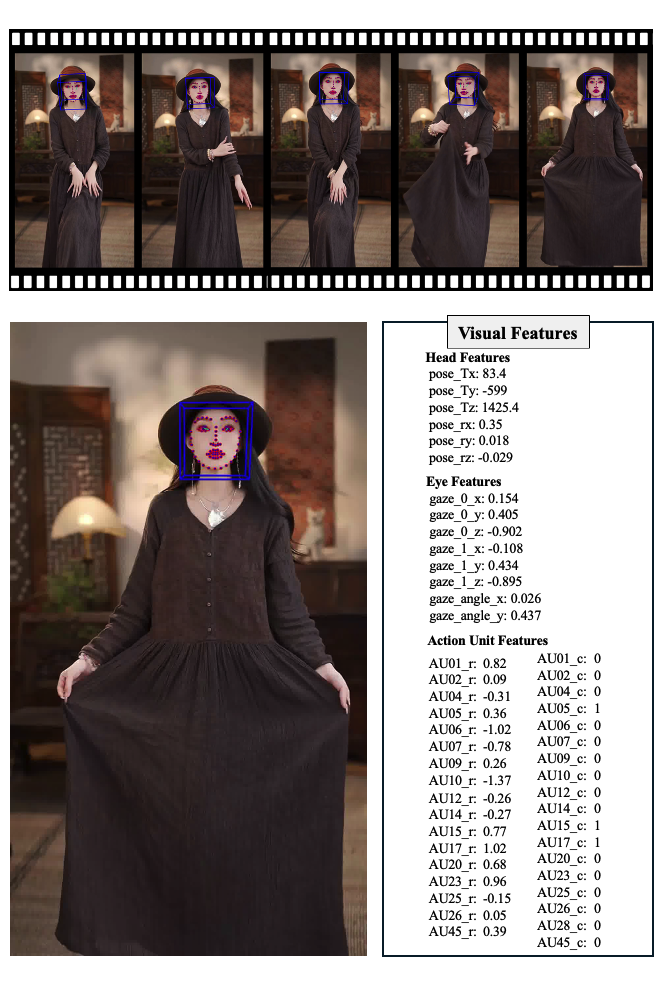 Visual Features
Head Features
pose_Tx: 83.4
pose_Ty: -599
pose_Tz: 1425.4
pose_rx: 0.35
pose_ry: 0.018
pose_rz: -0.029
Eye Features
gaze_0_x: 0.154
gaze_0_y: 0.405
gaze_0_z: -0.902
gaze_1_x: -0.108
gaze_1_y: 0.434
gaze_1_z: -0.895
gaze_angle_x: 0.026
gaze_angle_y: 0.437
Action Unit Features
AU01_r: 0.82
AU02_r: 0.09
AU04_r: -0.31
AU05_r: 0.36
AU06_r: -1.02
AU07_r: -0.78
AU09_r: 0.26
AU10_r: -1.37
AU12_r: -0.26
AU14_r: -0.27
AU15_r: 0.77
AU17_r: 1.02
AU20_r: 0.68
AU23_r: 0.96
AU25_r: -0.15
AU26_r: 0.05
AU45_r: 0.39
AU01_c: 0
AU02_c: 0
AU04_c: 0
AU05_c: 1
AU06_c: 0
AU07_c: 0
AU09_c: 0
AU10_c: 0
AU12_c: 0
AU14_c: 0
AU15_c: 1
AU17_c: 1
AU20_c: 0
AU23_c: 0
AU25_c: 0
AU26_c: 0
AU28_c: 0
AU45_c: 0